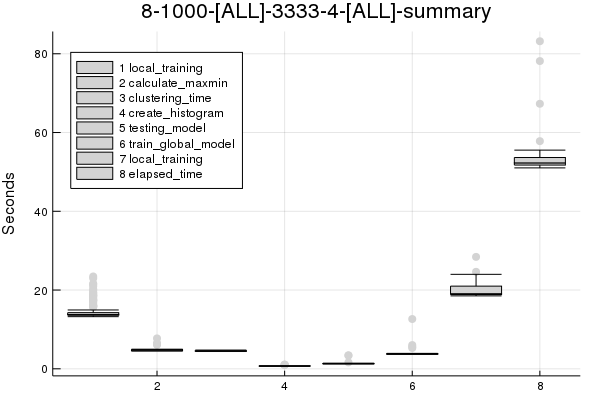 8-1000-[ALL]-3333-4-[ALL]-summary
80
1 local_training
2 calculate_maxmin
3 clustering_time
4 create_histogram
5 testing_model
6 train_global_model
7 local_training
8 elapsed_time
60
Seconds
40
20
0
2 4 6 8